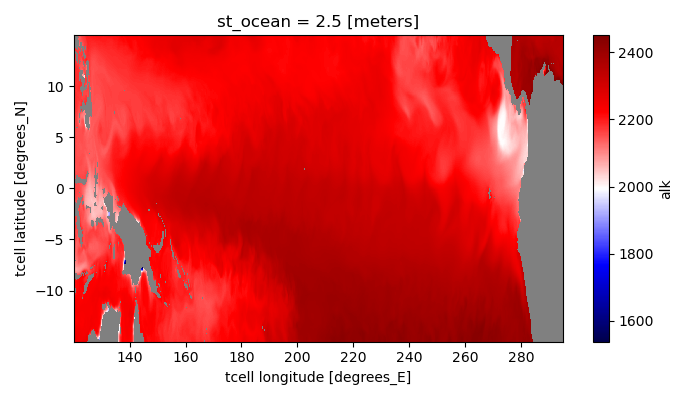 st_ocean = 2.5 [meters]
tcell latitude [degrees_N]
10
5
0
−5
−10
140 160 180 200 220 240 260 280
tcell longitude [degrees_E]
2400
2200
2000
1800
1600
alk